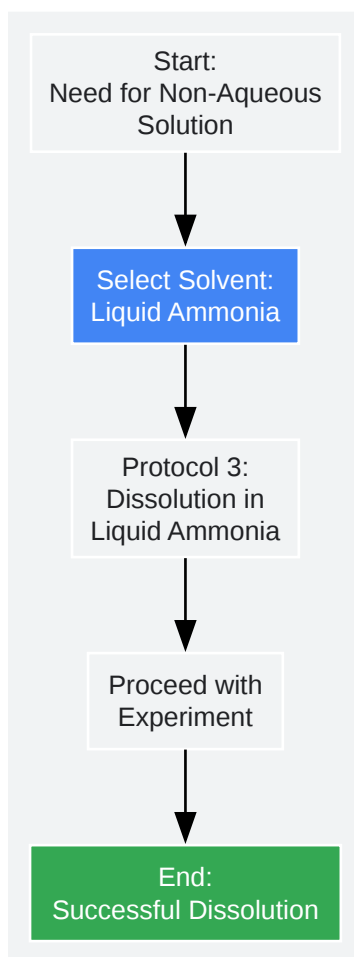 Start:
Need for Non-Aqueous
Solution
Select Solvent:
Liquid Ammonia
Protocol 3:
Dissolution in
Liquid Ammonia
Proceed with
Experiment
End:
Successful Dissolution